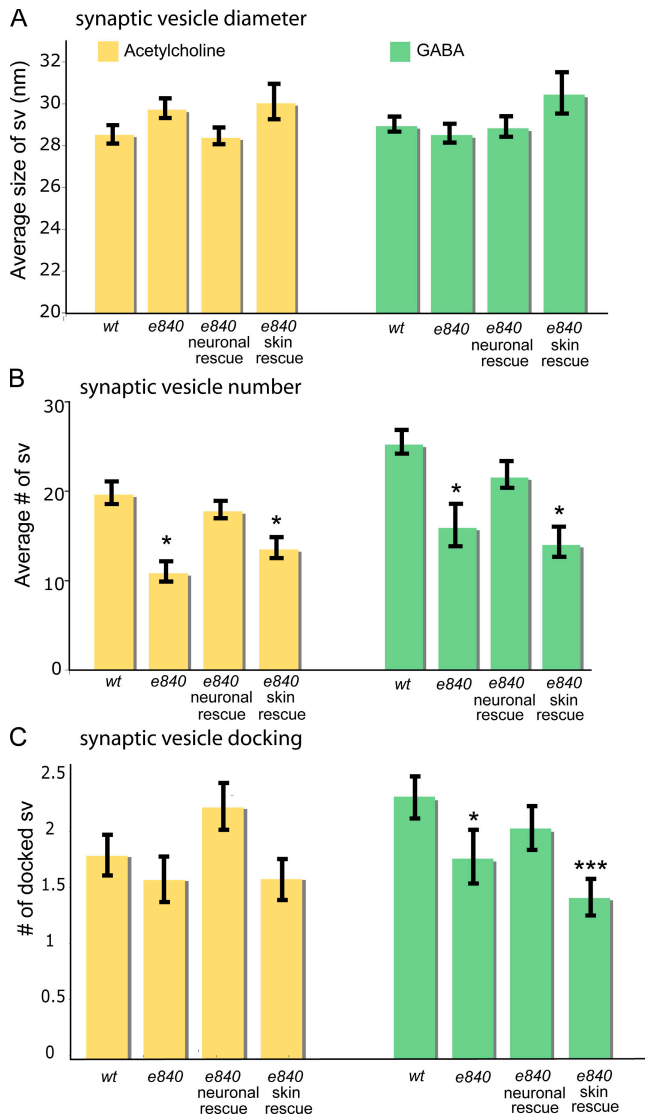 A synaptic vesicle diameter
Acetylcholine GABA
Average size of sv (nm)
32
30
28
26
24
22
20
wt e840 e840 neuronal rescue e840 skin rescue wt e840 e840 neuronal rescue e840 skin rescue
B synaptic vesicle number
Average # of sv
30
20
10
0
* * * *
wt e840 e840 neuronal rescue e840 skin rescue wt e840 e840 neuronal rescue e840 skin rescue
C synaptic vesicle docking
# of docked sv
2.5
2
1.5
1
0.5
0
* ***
wt e840 e840 neuronal rescue e840 skin rescue wt e840 e840 neuronal rescue e840 skin rescue